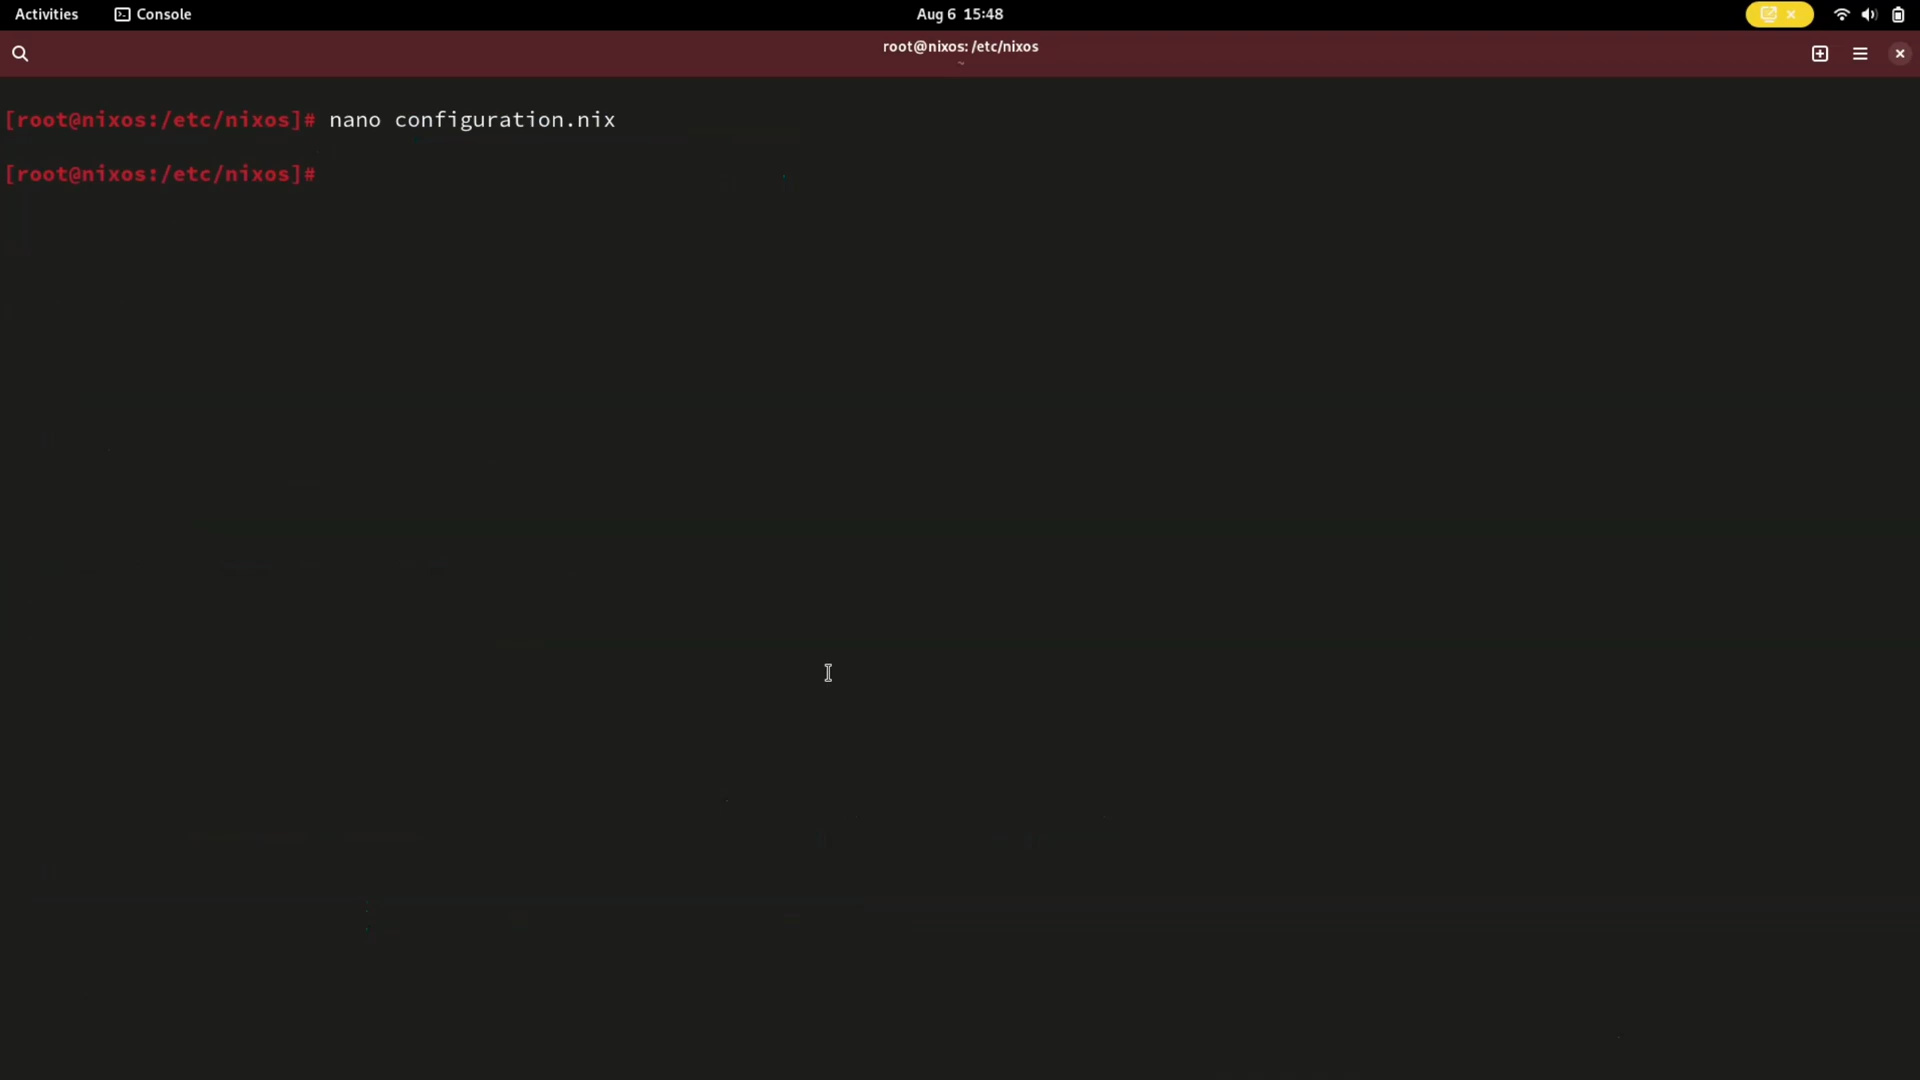 Activities Console Aug 6 15:48
root@nixos: /etc/nixos
~
[root@nixos:/etc/nixos]# nano configuration.nix
[root@nixos:/etc/nixos]#